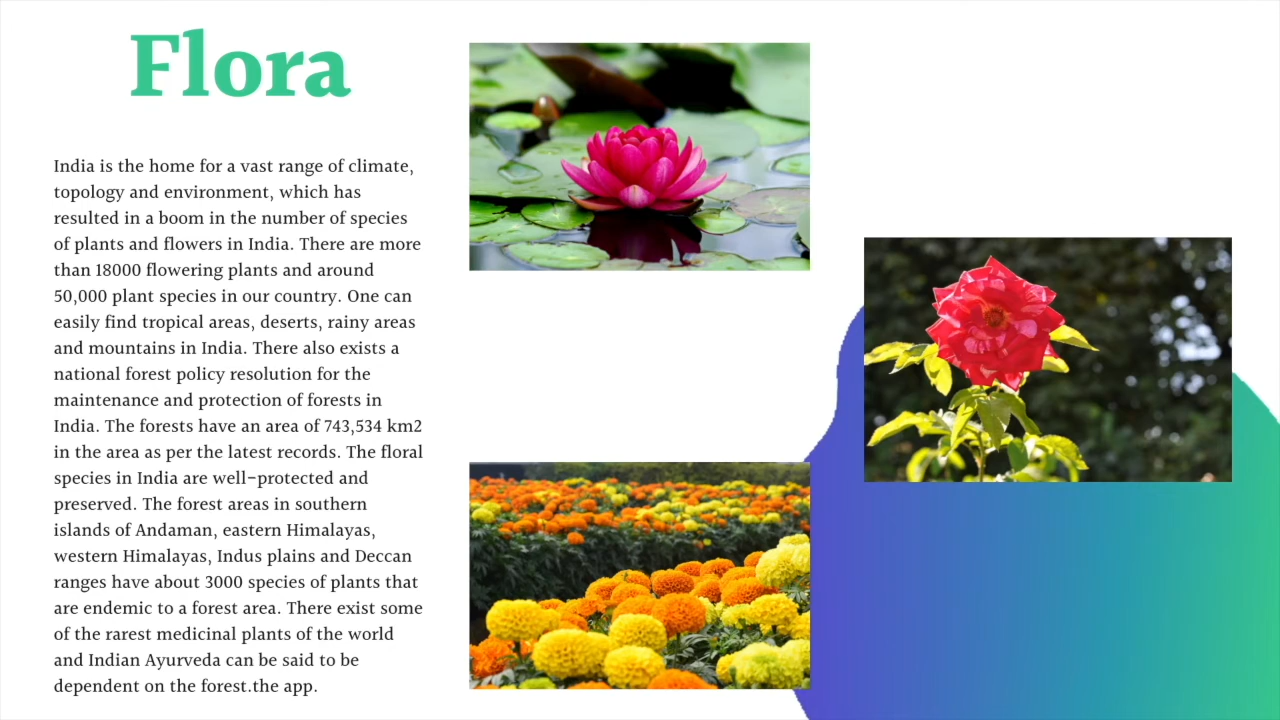 Flora
India is the home for a vast range of climate,
topology and environment, which has
resulted in a boom in the number of species
of plants and flowers in India. There are more
than 18000 flowering plants and around
50,000 plant species in our country. One can
easily find tropical areas, deserts, rainy areas
and mountains in India. There also exists a
national forest policy resolution for the
maintenance and protection of forests in
India. The forests have an area of 743,534 km2
in the area as per the latest records. The floral
species in India are well-protected and
preserved. The forest areas in southern
islands of Andaman, eastern Himalayas,
western Himalayas, Indus plains and Deccan
ranges have about 3000 species of plants that
are endemic to a forest area. There exist some
of the rarest medicinal plants of the world
and Indian Ayurveda can be said to be
dependent on the forest.the app.